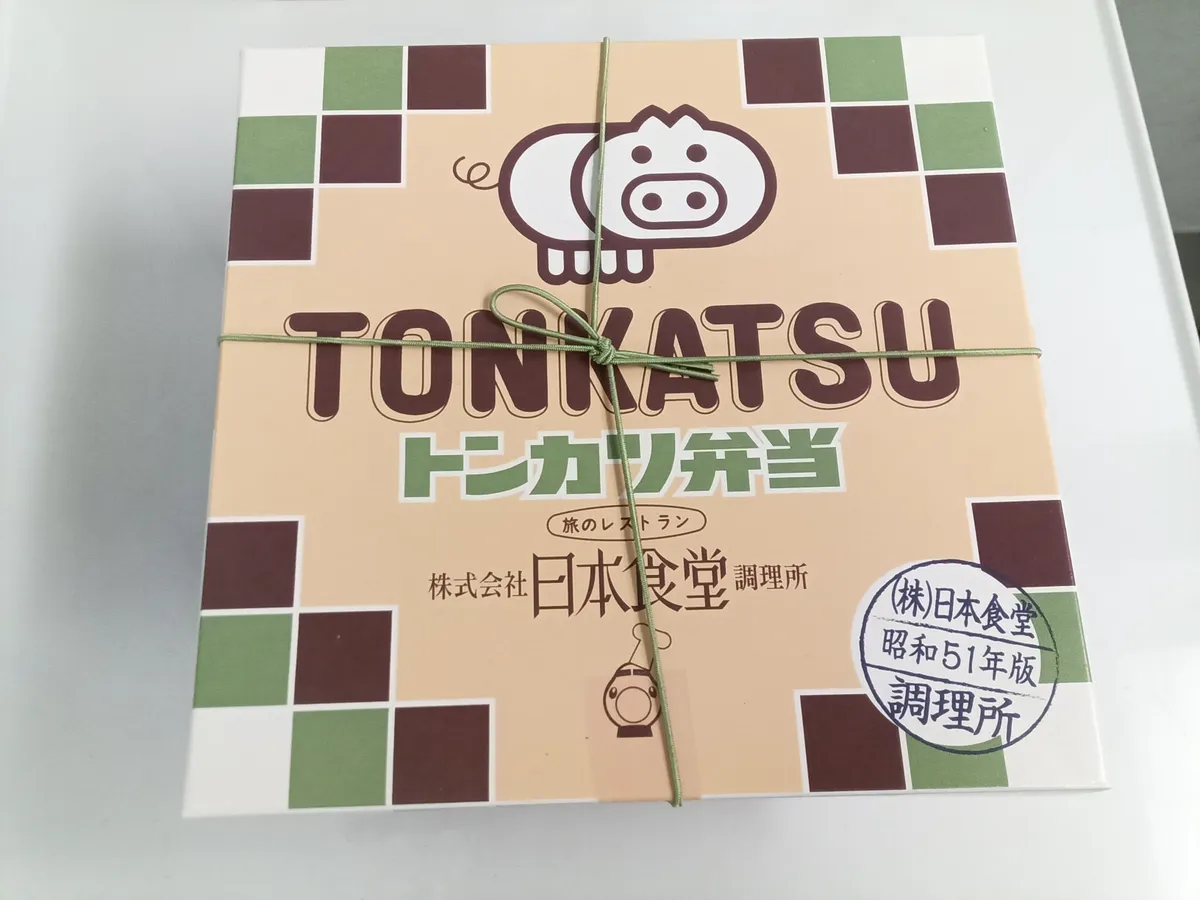 TONKATSU
トンカツ弁当
旅のレストラン
株式会社日本食堂調理所
(株)日本食堂
昭和51年版
調理所